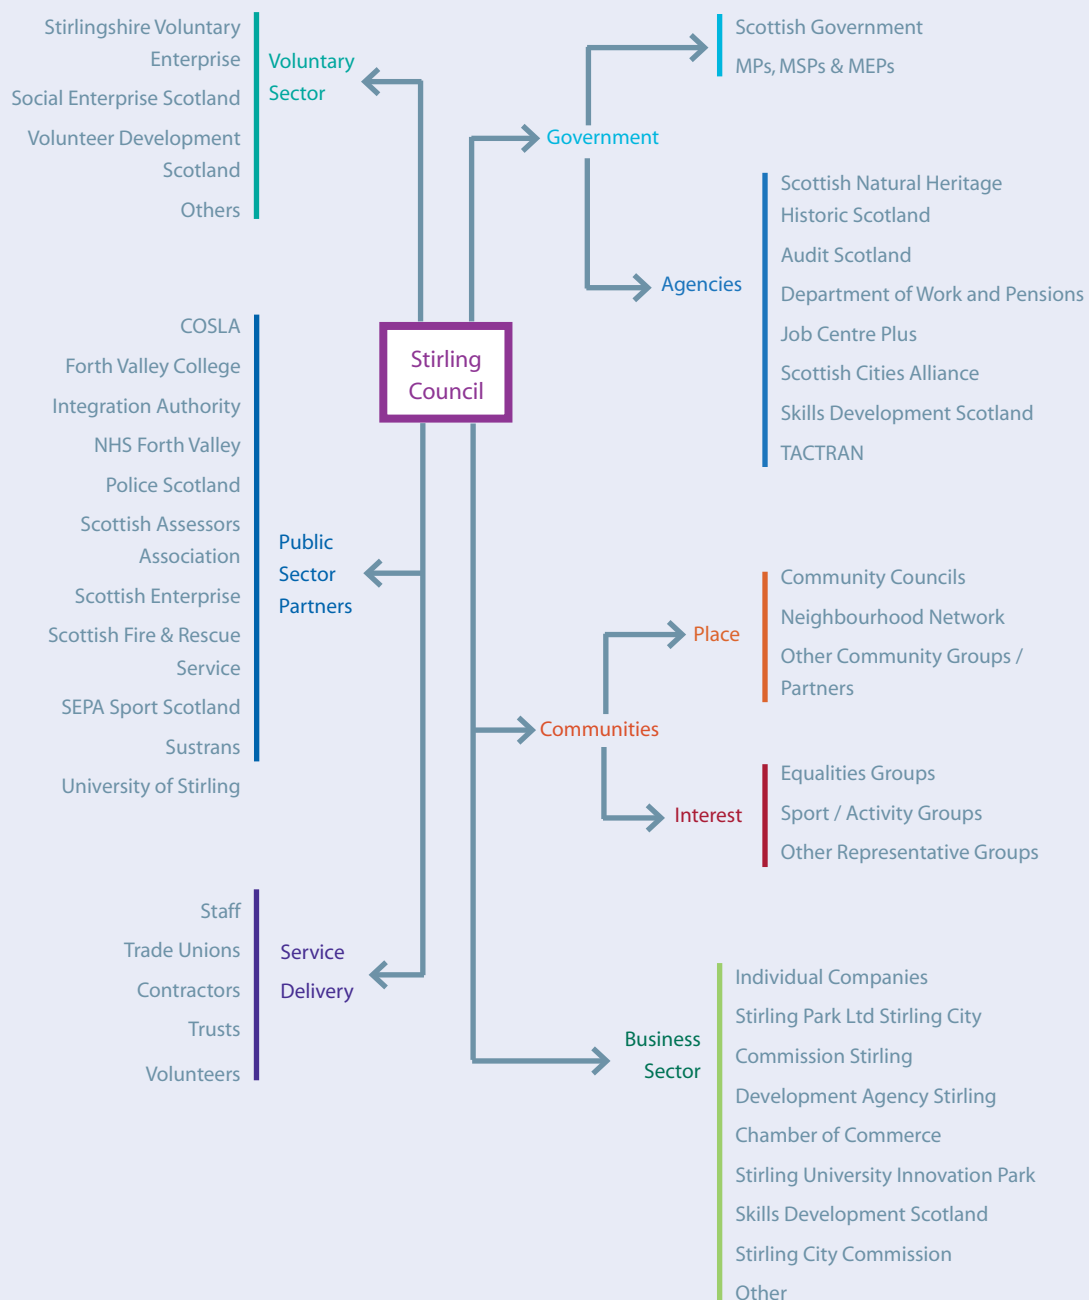 Stirlingshire Voluntary
Enterprise
Social Enterprise Scotland
Volunteer Development
Scotland
Others
Voluntary
Sector
Scottish Government
MPs, MSPs & MEPs
Government
Scottish Natural Heritage
Historic Scotland
Audit Scotland
Department of Work and Pensions
Job Centre Plus
Scottish Cities Alliance
Skills Development Scotland
TACTRAN
Agencies
Stirling
Council
COSLA
Forth Valley College
Integration Authority
NHS Forth Valley
Police Scotland
Scottish Assessors
Association
Scottish Enterprise
Scottish Fire & Rescue
Service
SEPA Sport Scotland
Sustrans
University of Stirling
Public
Sector
Partners
Place
Community Councils
Neighbourhood Network
Other Community Groups /
Partners
Communities
Interest
Equalities Groups
Sport / Activity Groups
Other Representative Groups
Staff
Trade Unions
Contractors
Trusts
Volunteers
Service
Delivery
Business
Sector
Individual Companies
Stirling Park Ltd Stirling City
Commission Stirling
Development Agency Stirling
Chamber of Commerce
Stirling University Innovation Park
Skills Development Scotland
Stirling City Commission
Other